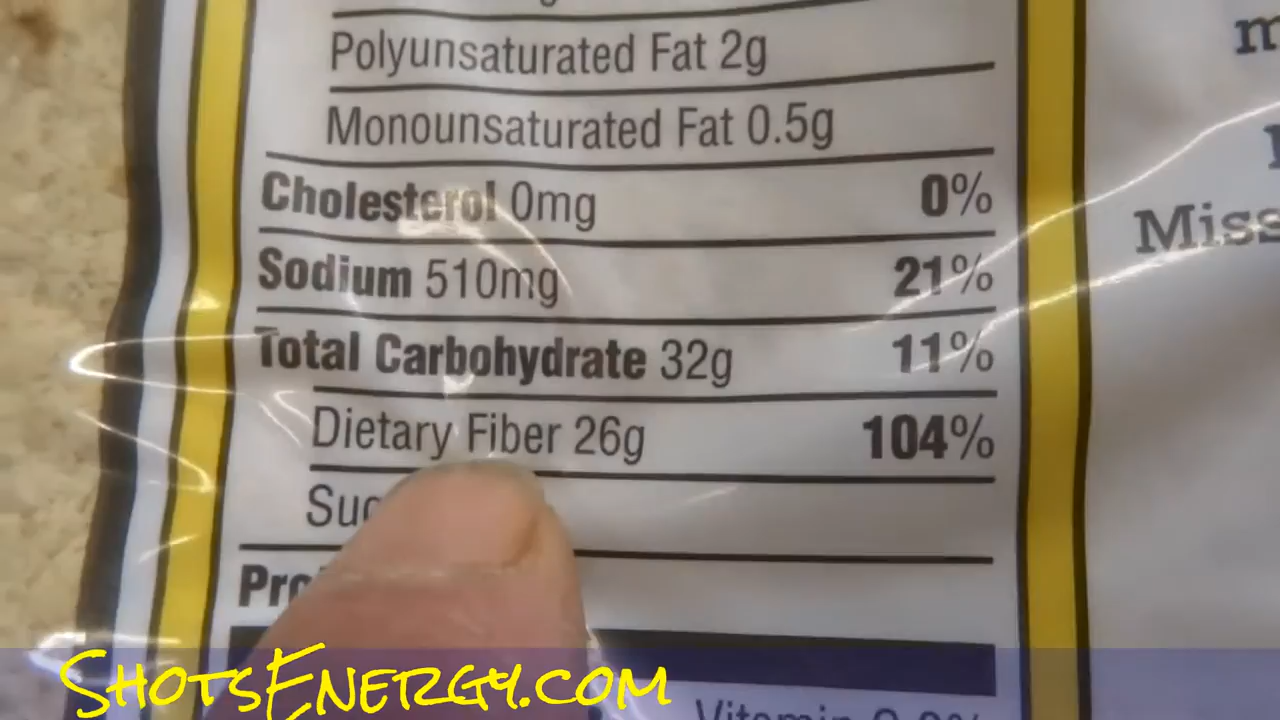 Polyunsaturated Fat 2g
Monounsaturated Fat 0.5g
Cholesterol 0mg 0%
Sodium 510mg 21%
Total Carbohydrate 32g 11%
Dietary Fiber 26g 104%
ShotsEnergy.com